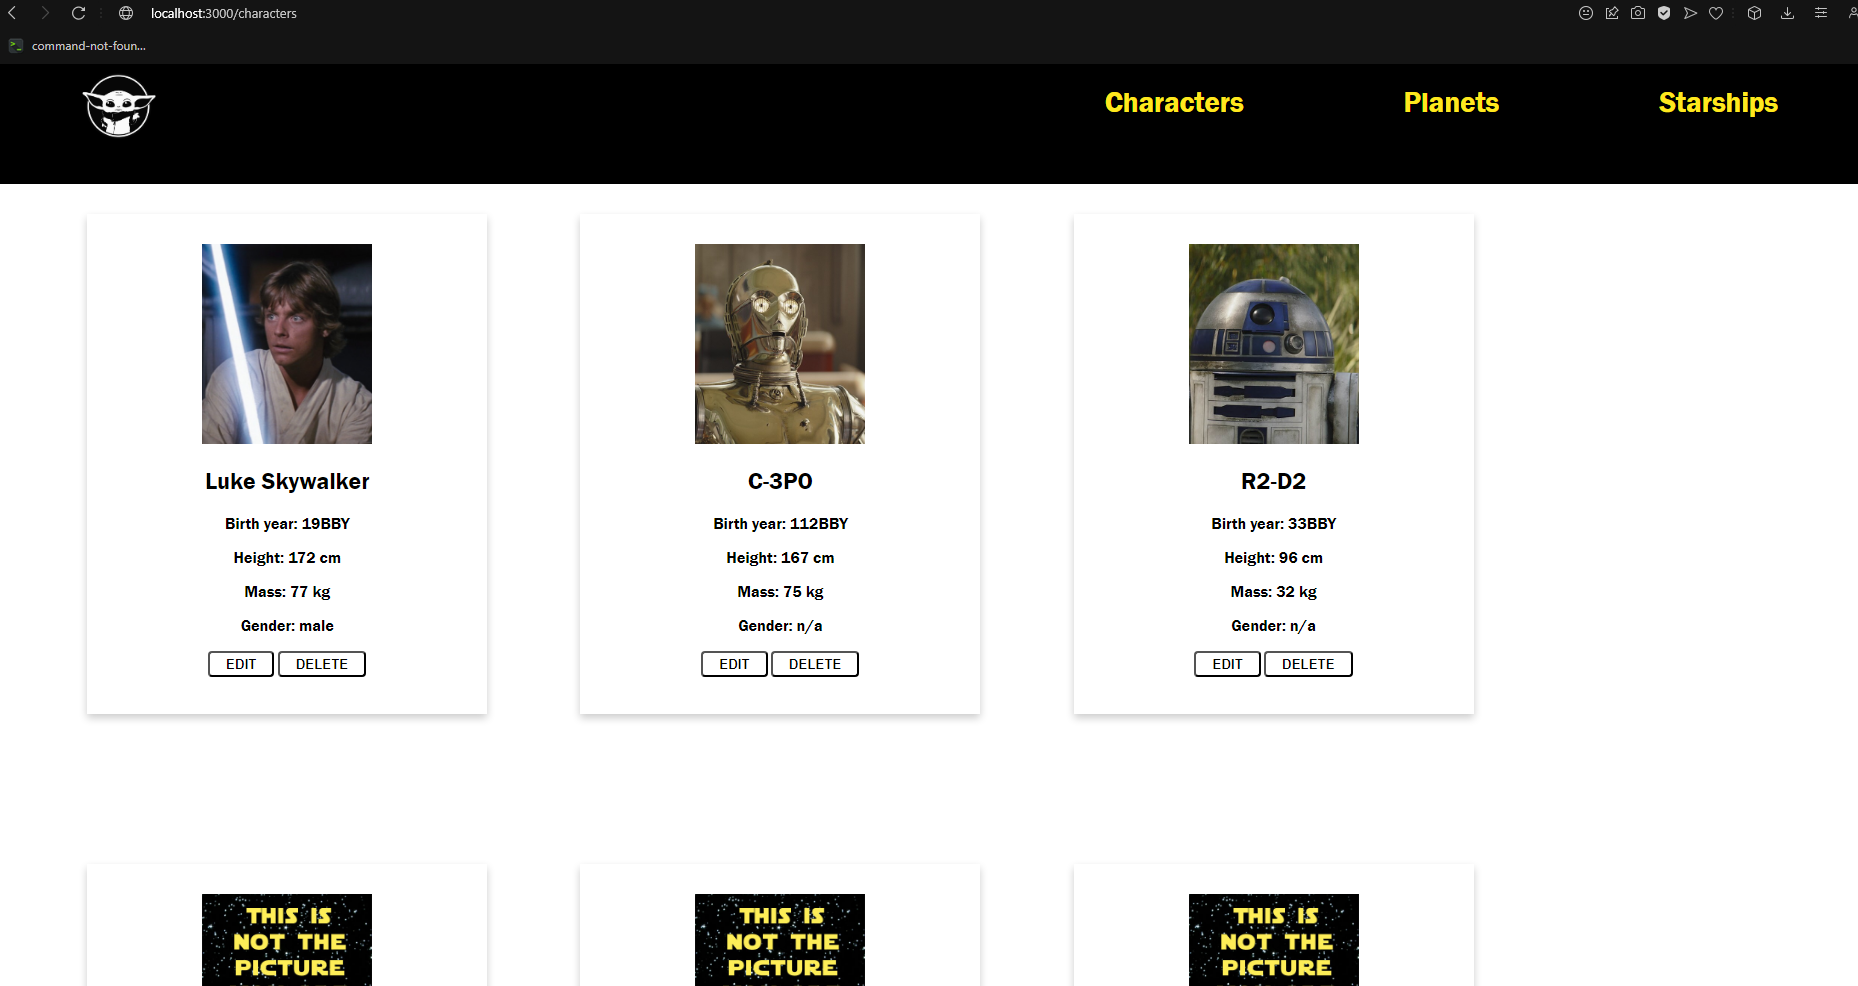 localhost:3000/characters
command-not-foun...
Characters Planets Starships
Luke Skywalker
Birth year: 19BBY
Height: 172 cm
Mass: 77 kg
Gender: male
EDIT DELETE
C-3PO
Birth year: 112BBY
Height: 167 cm
Mass: 75 kg
Gender: n/a
EDIT DELETE
R2-D2
Birth year: 33BBY
Height: 96 cm
Mass: 32 kg
Gender: n/a
EDIT DELETE
THIS IS
NOT THE
PICTURE
THIS IS
NOT THE
PICTURE
THIS IS
NOT THE
PICTURE